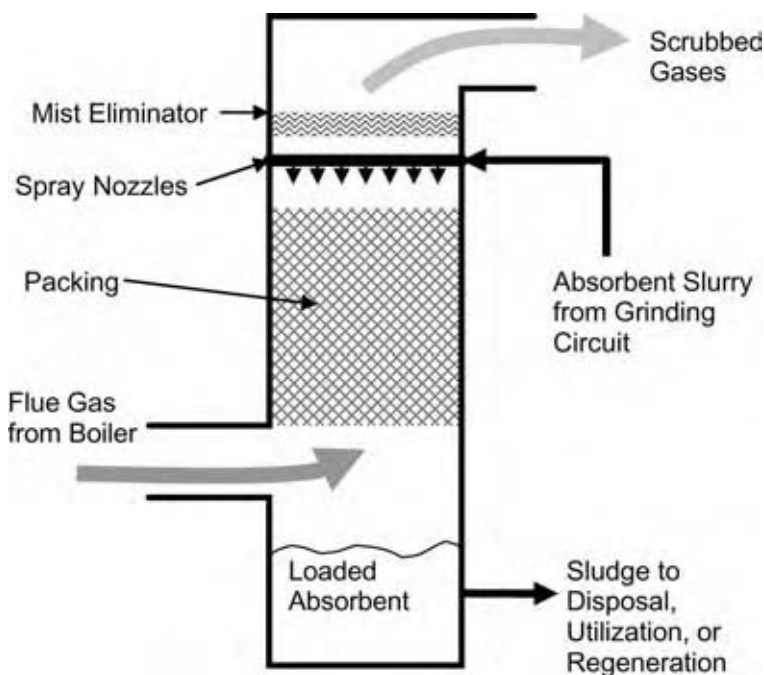 Scrubbed
Gases
Mist Eliminator
Spray Nozzles
Packing
Absorbent Slurry
from Grinding
Circuit
Flue Gas
from Boiler
Loaded
Absorbent
Sludge to
Disposal,
Utilization, or
Regeneration